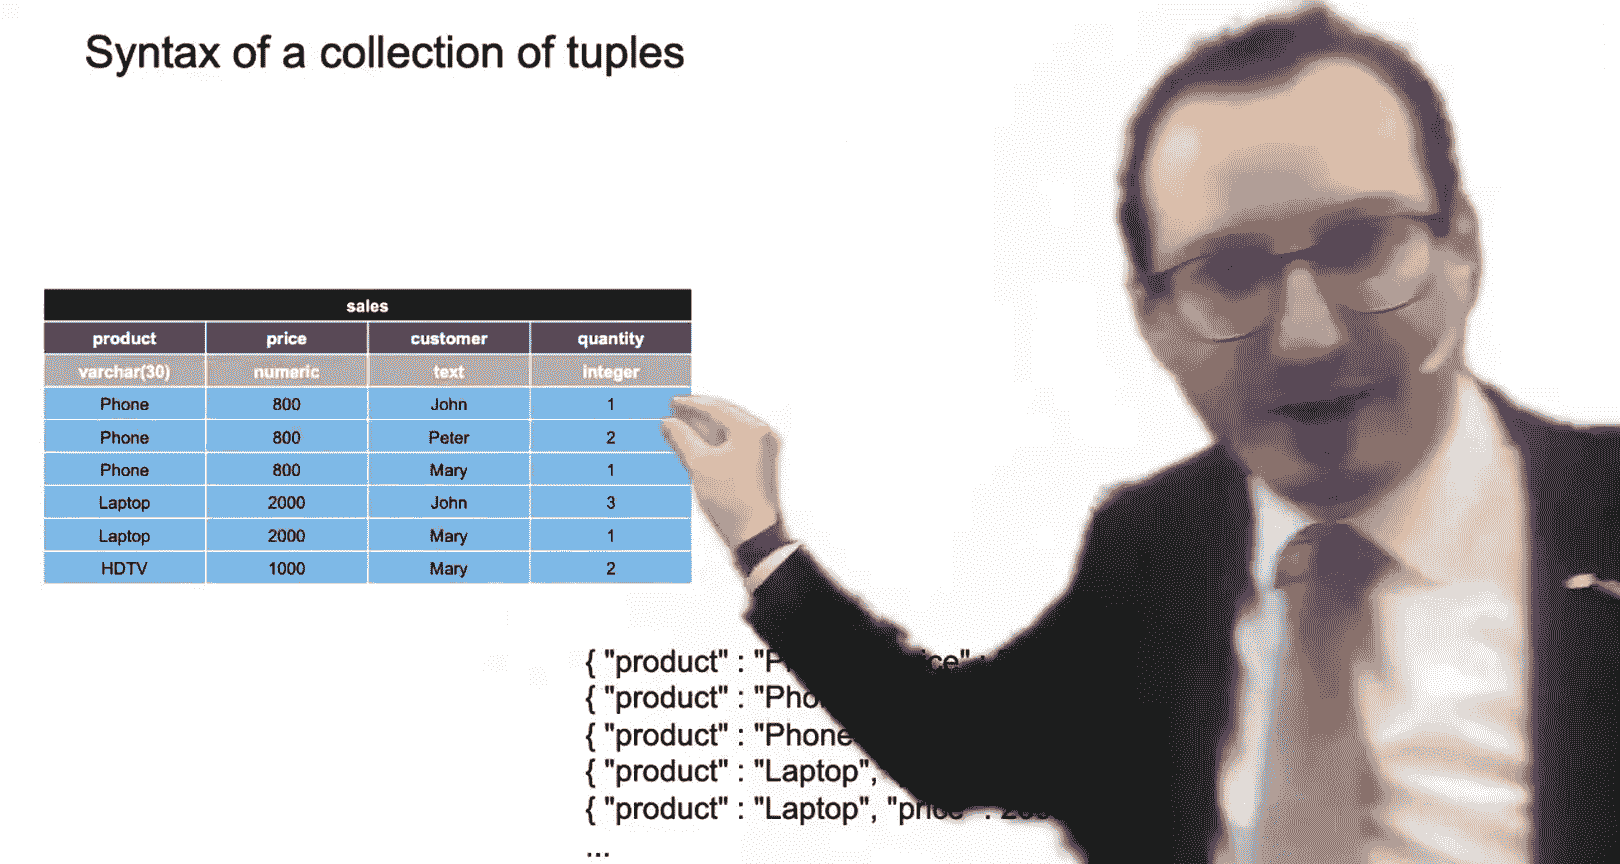 Syntax of a collection of tuples
sales
product price customer quantity
varchar(30) numeric text integer
Phone 800 John 1
Phone 800 Peter 2
Phone 800 Mary 1
Laptop 2000 John 3
Laptop 2000 Mary 1
HDTV 1000 Mary 2
{ "product" :
{ "product" :
{ "product" : "Phone
{ "product" : "Laptop",
{ "product" : "Laptop",
...